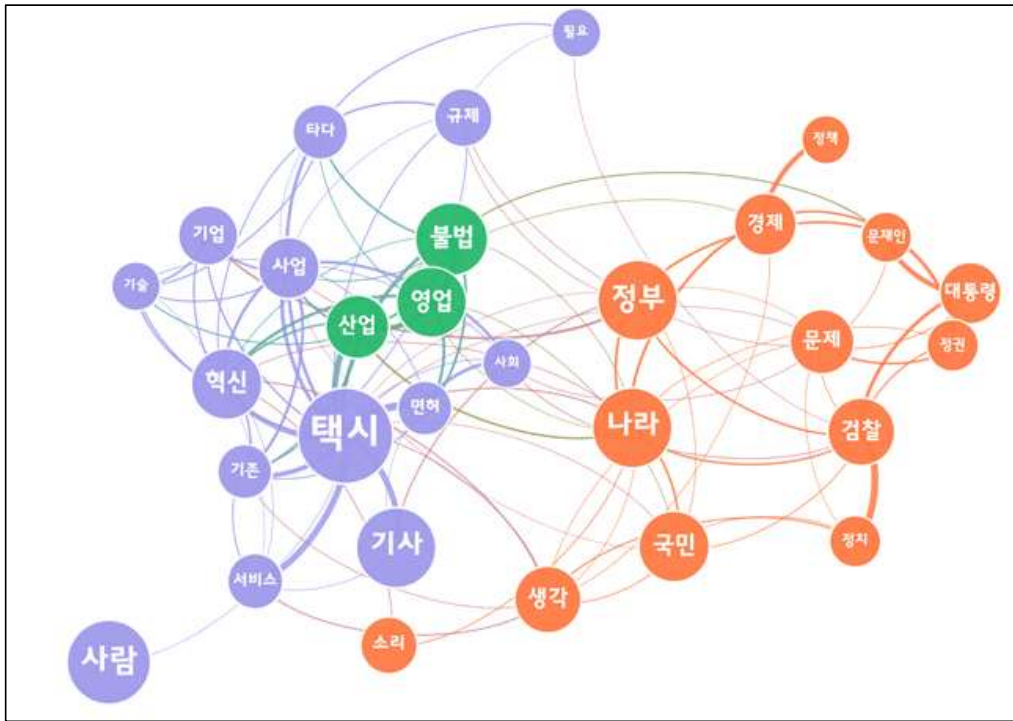 필요
타다
규제
정책
기업
불법
경제
문재인
기술
사업
영업
정부
대통령
산업
문제
정권
혁신
사회
면허
택시
나라
검찰
기존
기사
국민
정치
서비스
생각
소리
사람